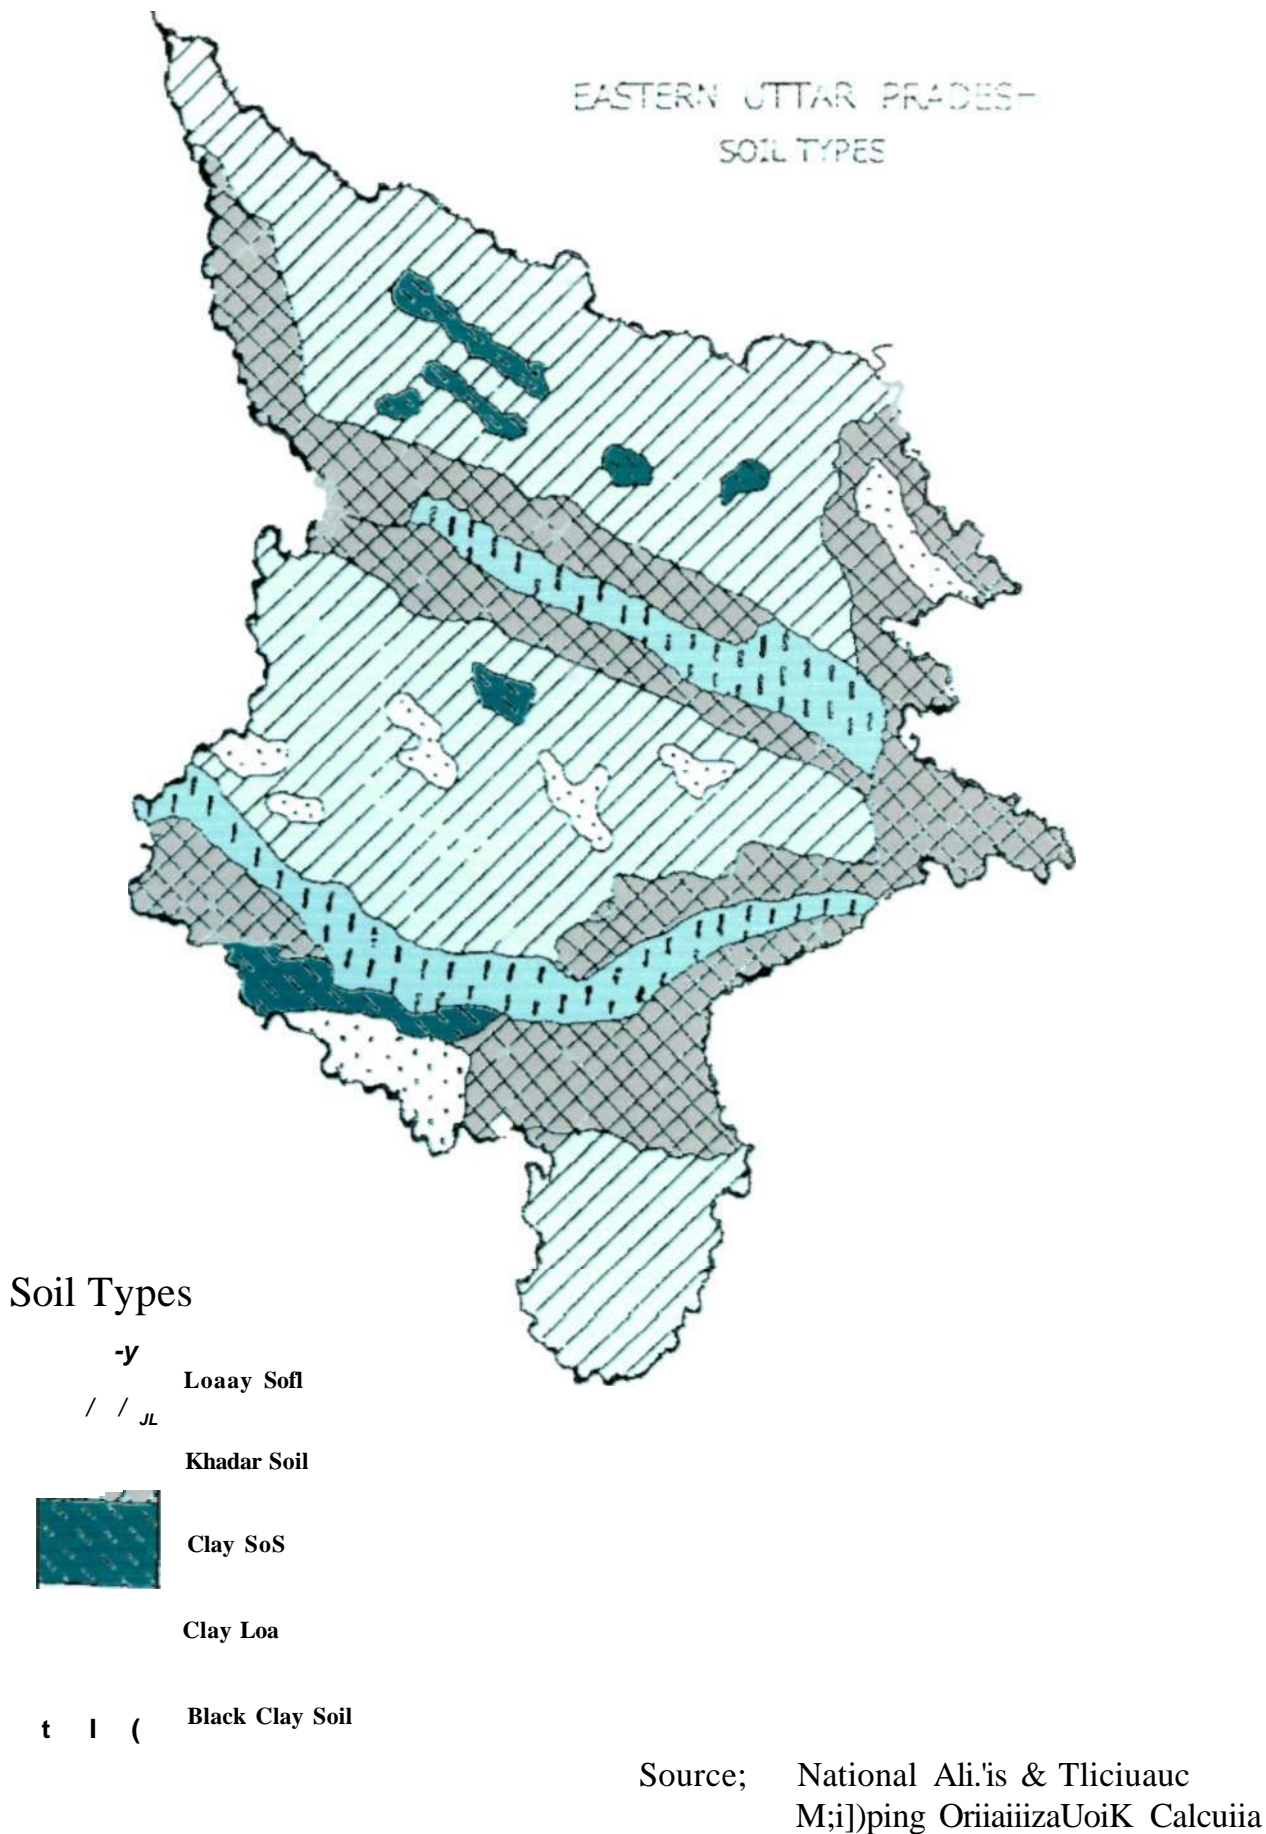 EASTERN UTTAR PRADESH
SOIL TYPES
Soil Types
-y
Loaay Sofl
/ / JL
Khadar Soil
Clay SoS
Clay Loa
t l (
Black Clay Soil
Source; National Ali.'is & Tliciuauc
M;i])ping OriiaiiizaUoiK Calcuiia